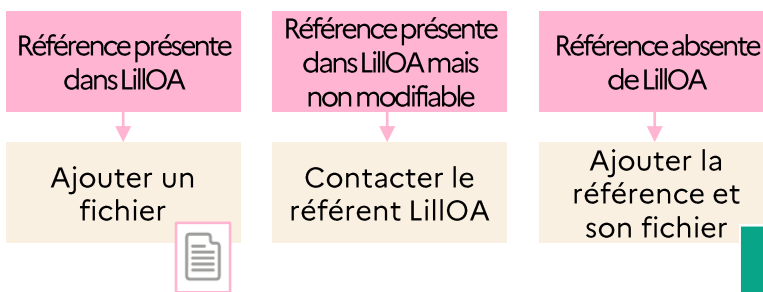 Référence présente
dans LillOA
Référence présente
dans LillOA mais
non modifiable
Référence absente
de LillOA
Ajouter un
fichier
Contacter le
référent LillOA
Ajouter la
référence et
son fichier